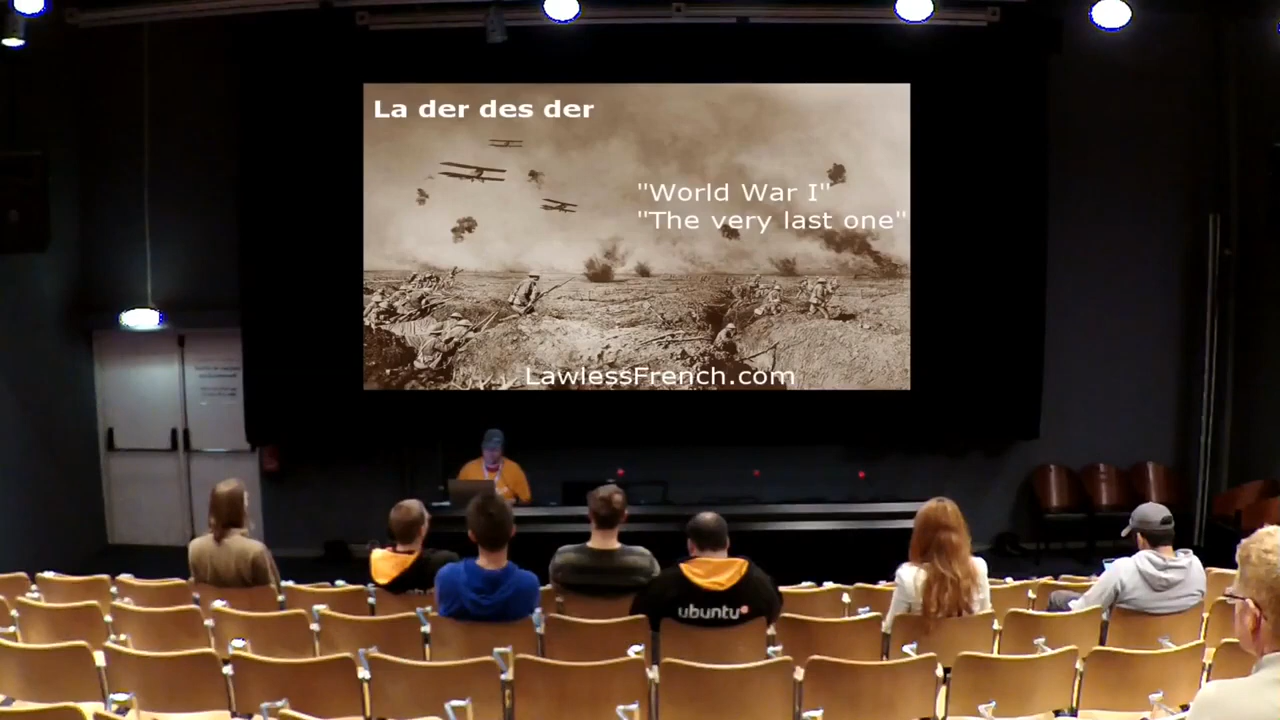 La der des der
"World War I"
"The very last one"
LawlessFrench.com
ubuntu